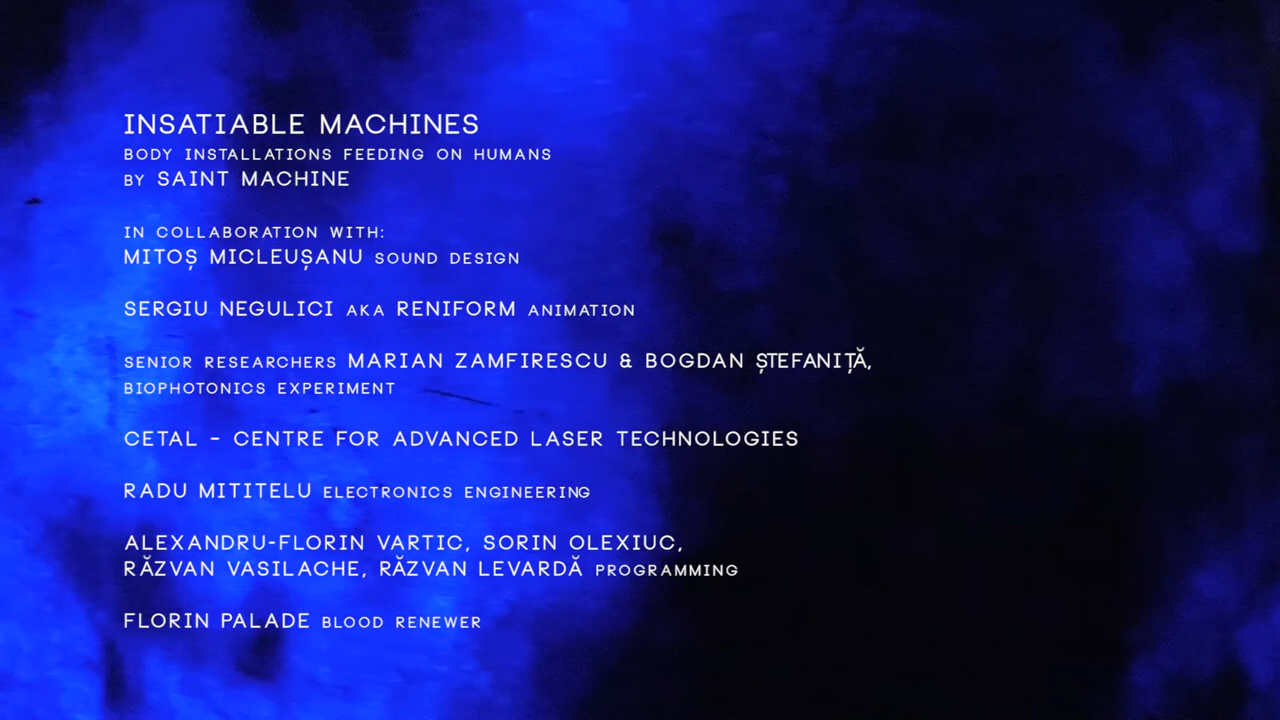 INSATIABLE MACHINES
BODY INSTALLATIONS FEEDING ON HUMANS
BY SAINT MACHINE
IN COLLABORATION WITH:
MITOȘ MICLEUȘANU SOUND DESIGN
SERGIU NEGULICI AKA RENIFORM ANIMATION
SENIOR RESEARCHERS MARIAN ZAMFIRESCU & BOGDAN ȘTEFANIȚĂ,
BIOPHOTONICS EXPERIMENT
CETAL - CENTRE FOR ADVANCED LASER TECHNOLOGIES
RADU MITITELU ELECTRONICS ENGINEERING
ALEXANDRU-FLORIN VARTIC, SORIN OLEXIUC,
RĂZVAN VASILACHE, RĂZVAN LEVARDĂ PROGRAMMING
FLORIN PALADE BLOOD RENEWER